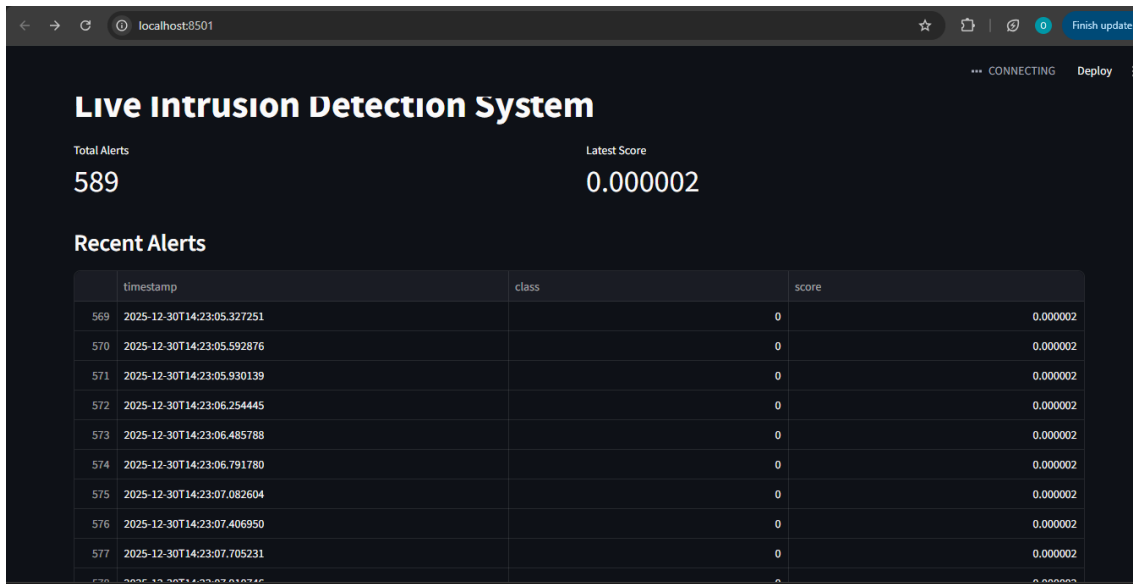 localhost:8501
0
Finish update
CONNECTING
Deploy
Live Intrusion Detection System
Total Alerts
Latest Score
589
0.000002
Recent Alerts
timestamp class score
569 2025-12-30T14:23:05.327251 0 0.000002
570 2025-12-30T14:23:05.592876 0 0.000002
571 2025-12-30T14:23:05.930139 0 0.000002
572 2025-12-30T14:23:06.254445 0 0.000002
573 2025-12-30T14:23:06.485788 0 0.000002
574 2025-12-30T14:23:06.791780 0 0.000002
575 2025-12-30T14:23:07.082604 0 0.000002
576 2025-12-30T14:23:07.406950 0 0.000002
577 2025-12-30T14:23:07.705231 0 0.000002